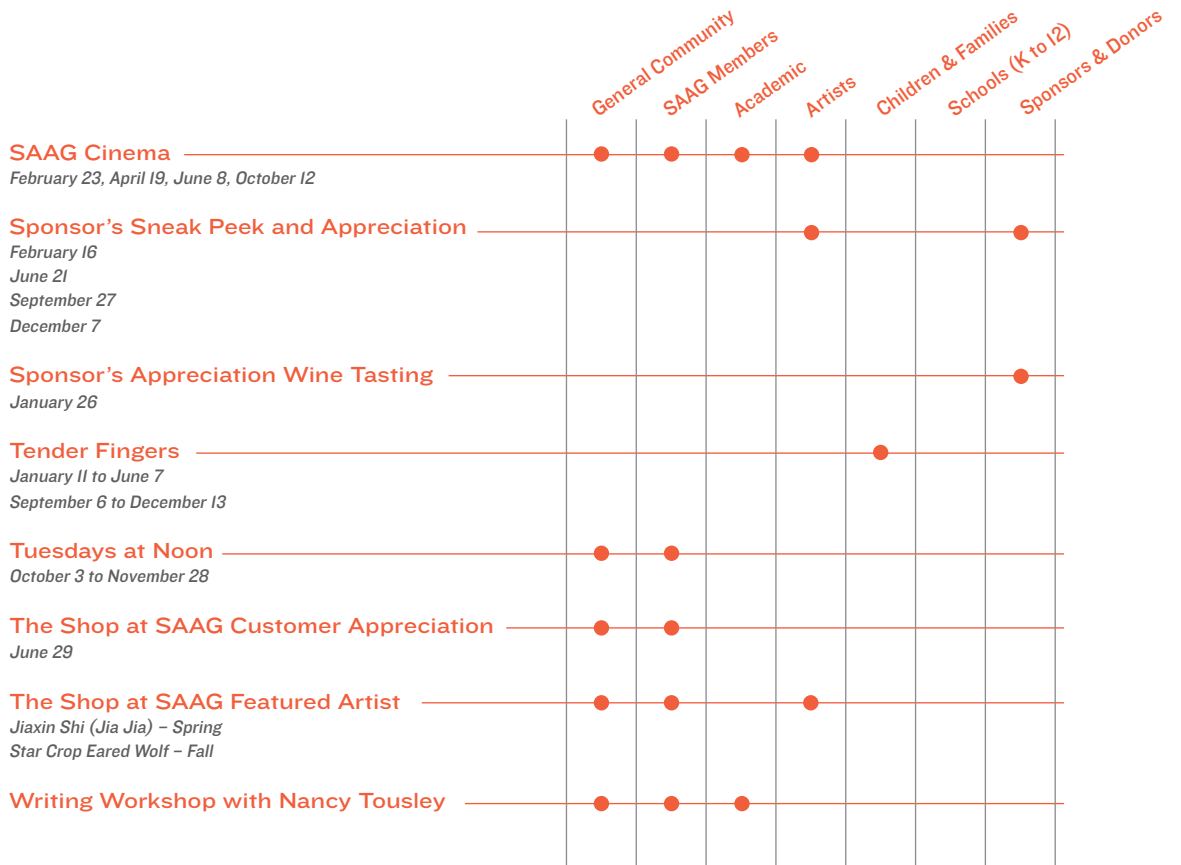 General Community
SAAG Members
Academic
Artists
Children & Families
Schools (K to 12)
Sponsors & Donors
SAAG Cinema
February 23, April 19, June 8, October 12
Sponsor’s Sneak Peek and Appreciation
February 16
June 21
September 27
December 7
Sponsor’s Appreciation Wine Tasting
January 26
Tender Fingers
January 11 to June 7
September 6 to December 13
Tuesdays at Noon
October 3 to November 28
The Shop at SAAG Customer Appreciation
June 29
The Shop at SAAG Featured Artist
Jiaxin Shi (Jia Jia) – Spring
Star Crop Eared Wolf – Fall
Writing Workshop with Nancy Tousley